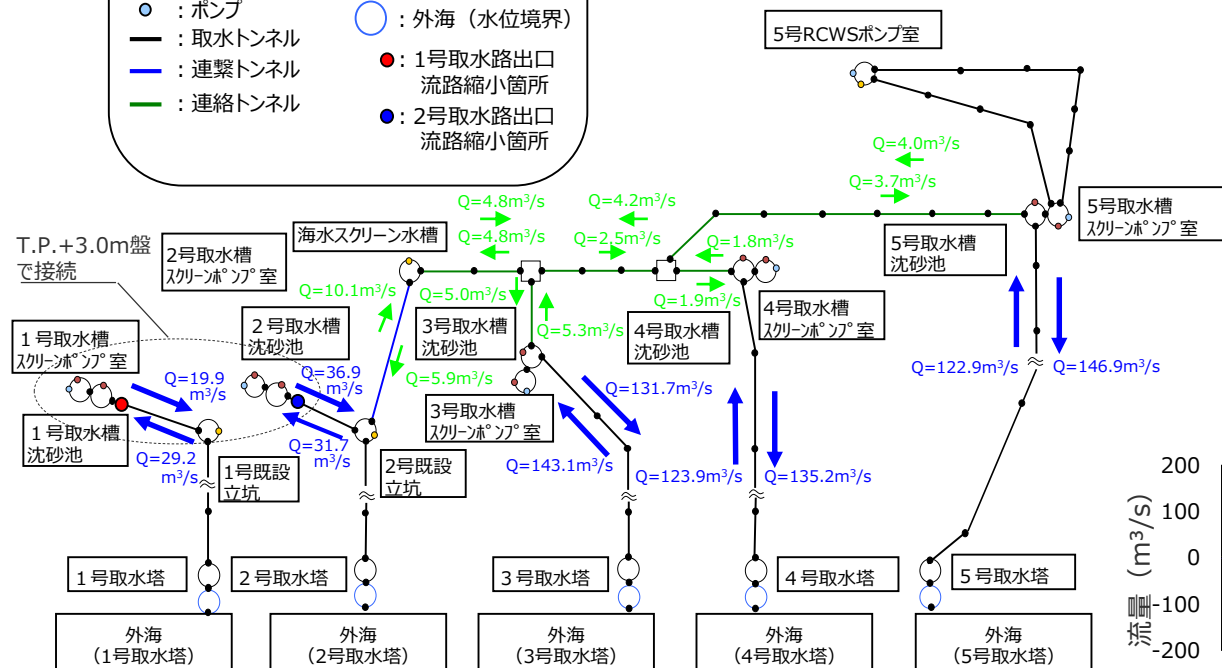 ：ポンプ
：取水トンネル
：連繋トンネル
：連絡トンネル
：外海（水位境界）
：1号取水路出口
流路縮小箇所
：2号取水路出口
流路縮小箇所
5号RCWSポンプ室
Q=4.0m³/s
Q=3.7m³/s
Q=4.8m³/s
Q=4.2m³/s
Q=4.8m³/s
Q=2.5m³/s
Q=1.8m³/s
Q=1.9m³/s
5号取水槽
スクリーンポンプ室
5号取水槽
沈砂池
海水スクリーン水槽
T.P.+3.0m盤
で接続
2号取水槽
スクリーンポンプ室
Q=10.1m³/s
Q=5.0m³/s
Q=5.3m³/s
Q=5.9m³/s
3号取水槽
沈砂池
4号取水槽
沈砂池
4号取水槽
スクリーンポンプ室
1号取水槽
スクリーンポンプ室
２号取水槽
沈砂池
Q=19.9
m³/s
Q=36.9
m³/s
Q=131.7m³/s
Q=122.9m³/s
Q=146.9m³/s
3号取水槽
スクリーンポンプ室
1号取水槽
沈砂池
Q=29.2
m³/s
Q=31.7
m³/s
1号既設
立坑
2号既設
立坑
Q=143.1m³/s
Q=123.9m³/s
Q=135.2m³/s
1号取水塔
２号取水塔
３号取水塔
４号取水塔
５号取水塔
外海
（1号取水塔）
外海
（2号取水塔）
外海
（3号取水塔）
外海
（4号取水塔）
外海
（5号取水塔）
流量（m³/s）
200
100
0
-100
-200